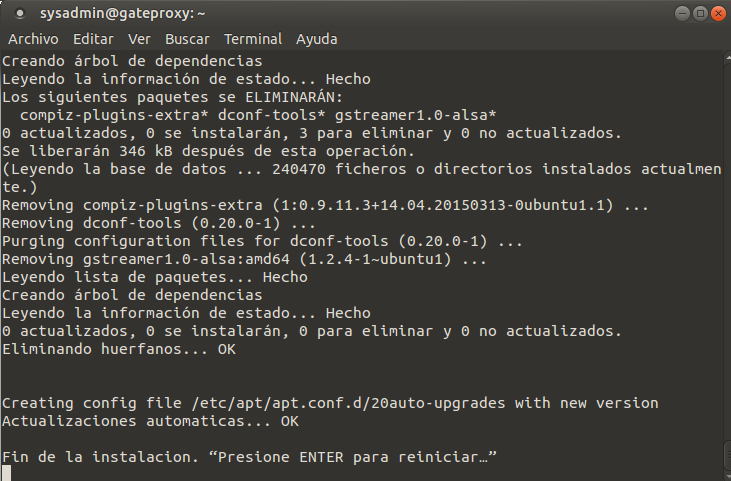 sysadmin@gateproxy: ~
Archivo Editar Ver Buscar Terminal Ayuda
Creando árbol de dependencias
Leyendo la información de estado... Hecho
Los siguientes paquetes se ELIMINARÁN:
  compiz-plugins-extra* dconf-tools* gstreamer1.0-alsa*
0 actualizados, 0 se instalarán, 3 para eliminar y 0 no actualizados.
Se liberarán 346 kB después de esta operación.
(Leyendo la base de datos ... 240470 ficheros o directorios instalados actualmen
te.)
Removing compiz-plugins-extra (1:0.9.11.3+14.04.20150313-0ubuntu1.1) ...
Removing dconf-tools (0.20.0-1) ...
Purging configuration files for dconf-tools (0.20.0-1) ...
Removing gstreamer1.0-alsa:amd64 (1.2.4-1~ubuntu1) ...
Leyendo lista de paquetes... Hecho
Creando árbol de dependencias
Leyendo la información de estado... Hecho
0 actualizados, 0 se instalarán, 0 para eliminar y 0 no actualizados.
Eliminando huerfanos... OK
Creating config file /etc/apt/apt.conf.d/20auto-upgrades with new version
Actualizaciones automaticas... OK
Fin de la instalacion. “Presione ENTER para reiniciar…”